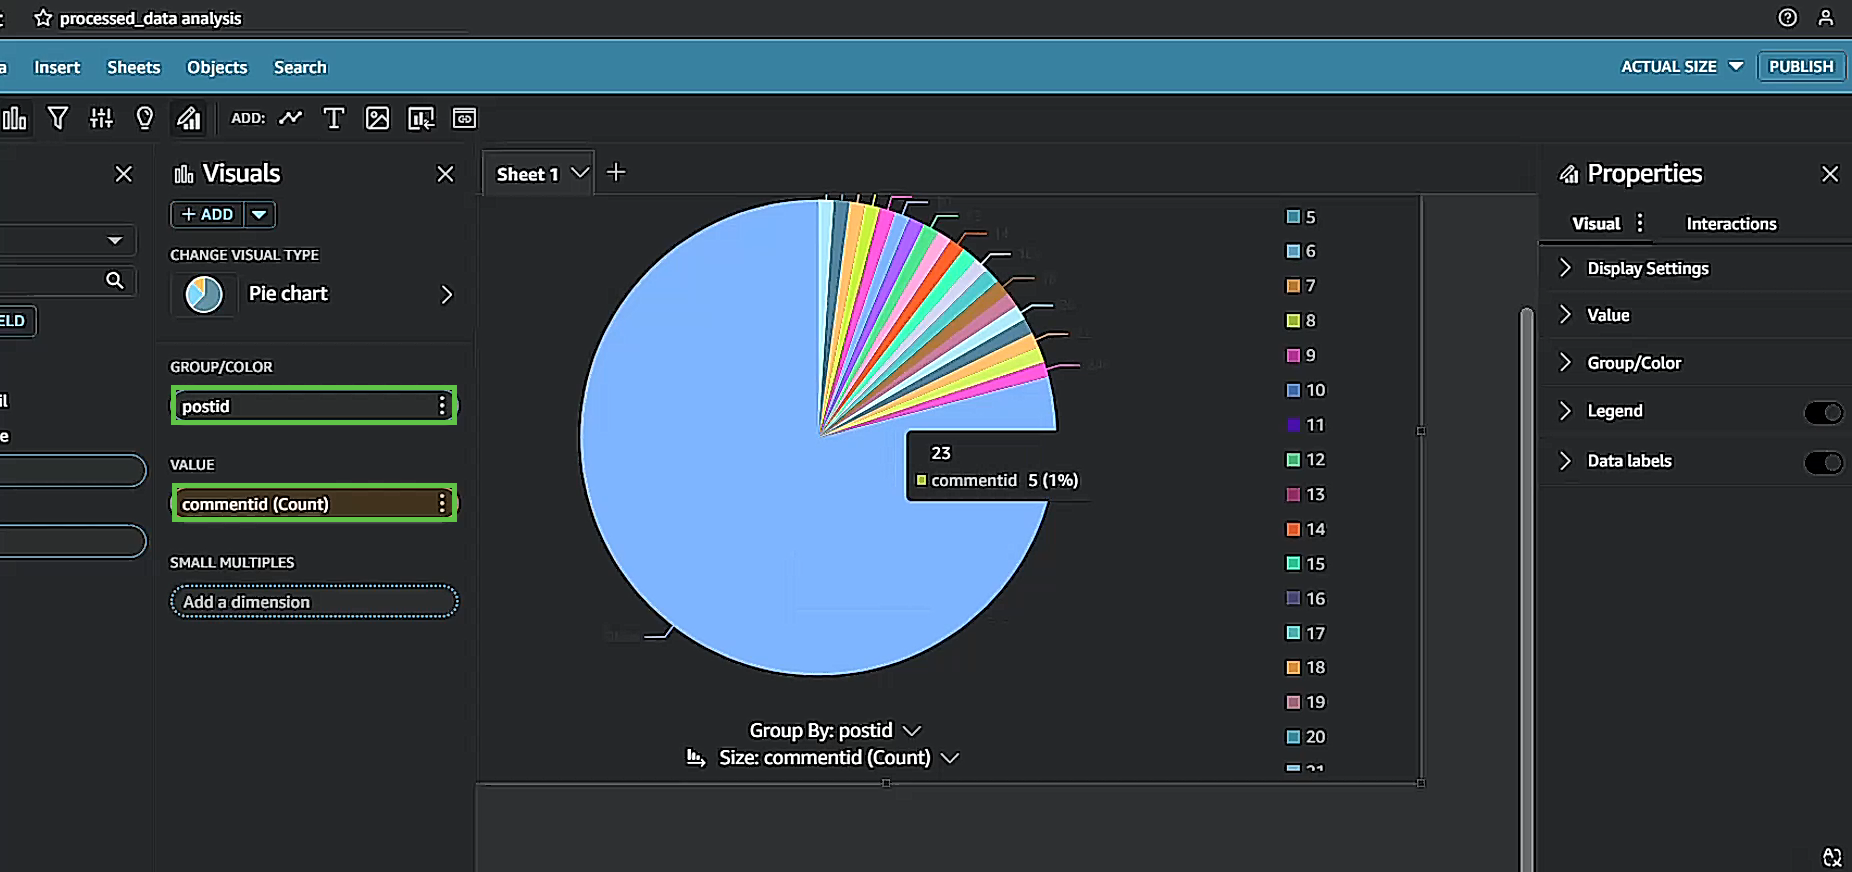 processed_data analysis
a Insert Sheets Objects Search
ACTUAL SIZE PUBLISH
ADD:
Visuals
+ ADD
CHANGE VISUAL TYPE
Pie chart
GROUP/COLOR
postid
VALUE
commentid (Count)
SMALL MULTIPLES
Add a dimension
ELD
il
e
Sheet 1
23
commentid 5 (1%)
Group By: postid
Size: commentid (Count)
5
6
7
8
9
10
11
12
13
14
15
16
17
18
19
20
21
Properties
Visual Interactions
Display Settings
Value
Group/Color
Legend
Data labels